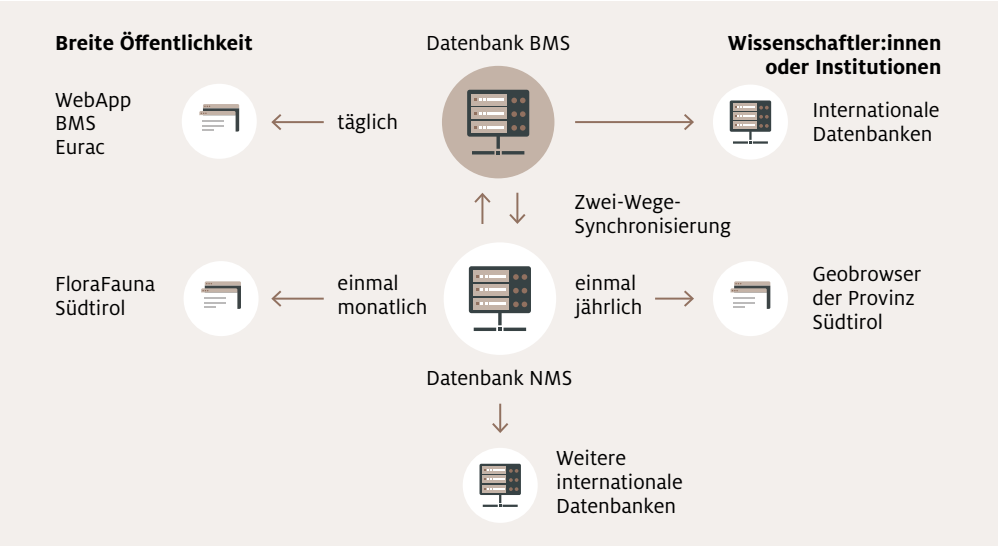 Breite Öffentlichkeit
Datenbank BMS
Wissenschaftler:innen
oder Institutionen
WebApp
BMS
Eurac
täglich
Internationale
Datenbanken
Zwei-Wege-
Synchronisierung
FloraFauna
Südtirol
einmal
monatlich
einmal
jährlich
Geobrowser
der Provinz
Südtirol
Datenbank NMS
Weitere
internationale
Datenbanken